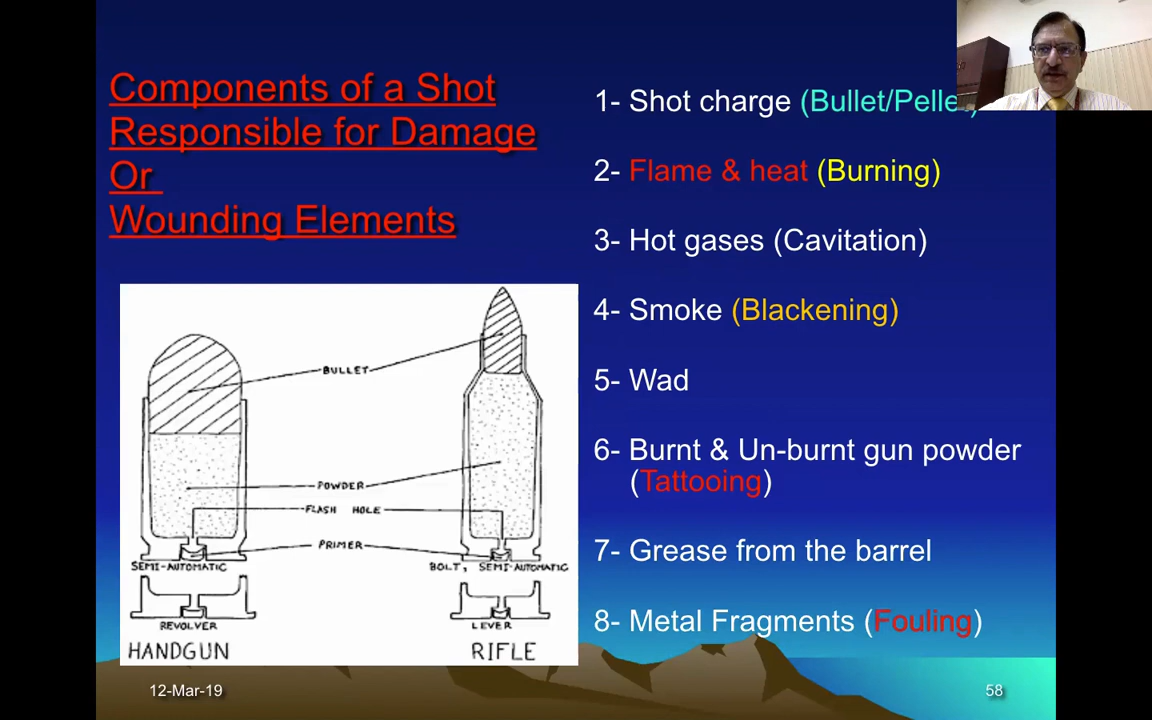 Components of a Shot
Responsible for Damage
Or
Wounding Elements
1- Shot charge (Bullet/Pellet)
2- Flame & heat (Burning)
3- Hot gases (Cavitation)
4- Smoke (Blackening)
5- Wad
6- Burnt & Un-burnt gun powder
(Tattooing)
7- Grease from the barrel
8- Metal Fragments (Fouling)
BULLET
POWDER
FLASH HOLE
PRIMER
SEMI-AUTOMATIC
BOLT, SEMI-AUTOMATIC
REVOLVER
LEVER
HANDGUN
RIFLE
12-Mar-19
58